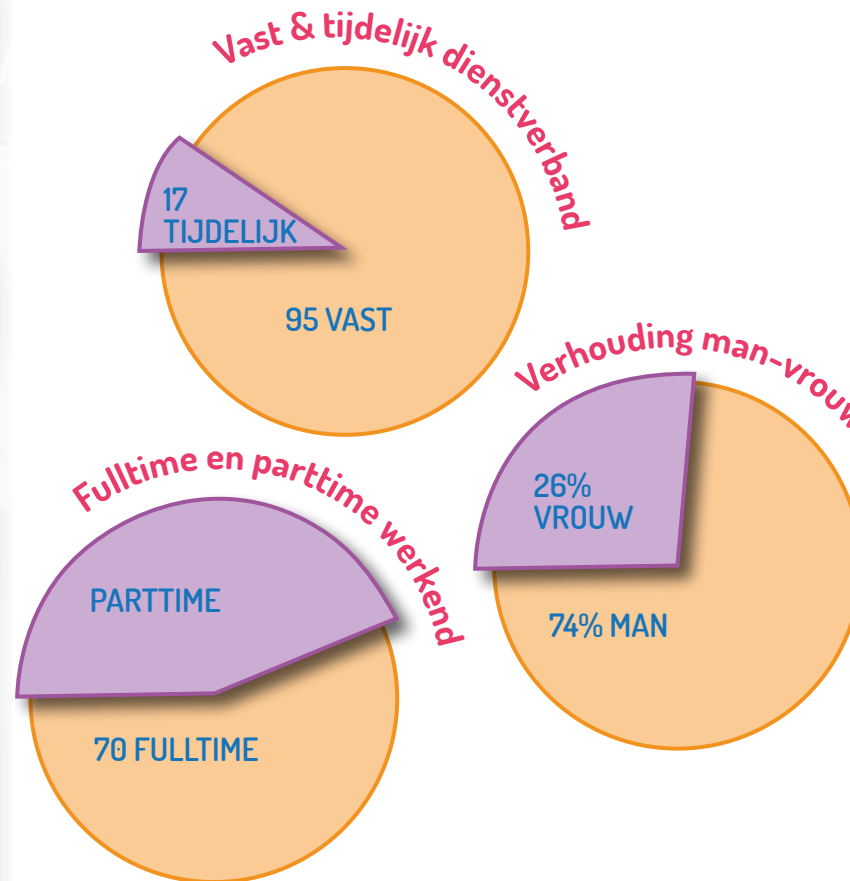 Vast & tijdelijk dienstverband
17
TIJDELIJK
95 VAST
Verhouding man-vrouw
26%
VROUW
74% MAN
Fulltime en parttime werkend
PARTTIME
70 FULLTIME